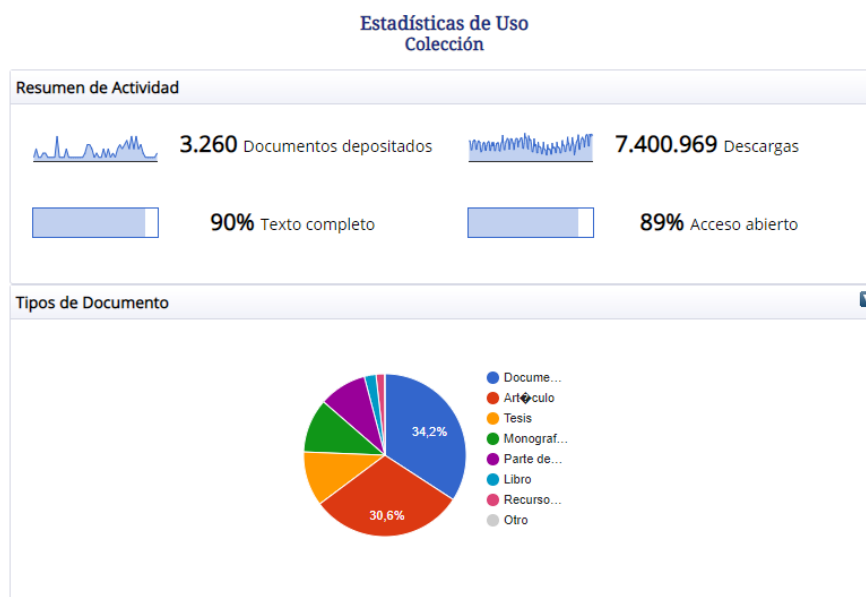 Estadísticas de Uso
Colección
Resumen de Actividad
3.260 Documentos depositados
7.400.969 Descargas
90% Texto completo
89% Acceso abierto
Tipos de Documento
34,2%
30,6%
Docume...
Art�culo
Tesis
Monograf...
Parte de...
Libro
Recurso...
Otro